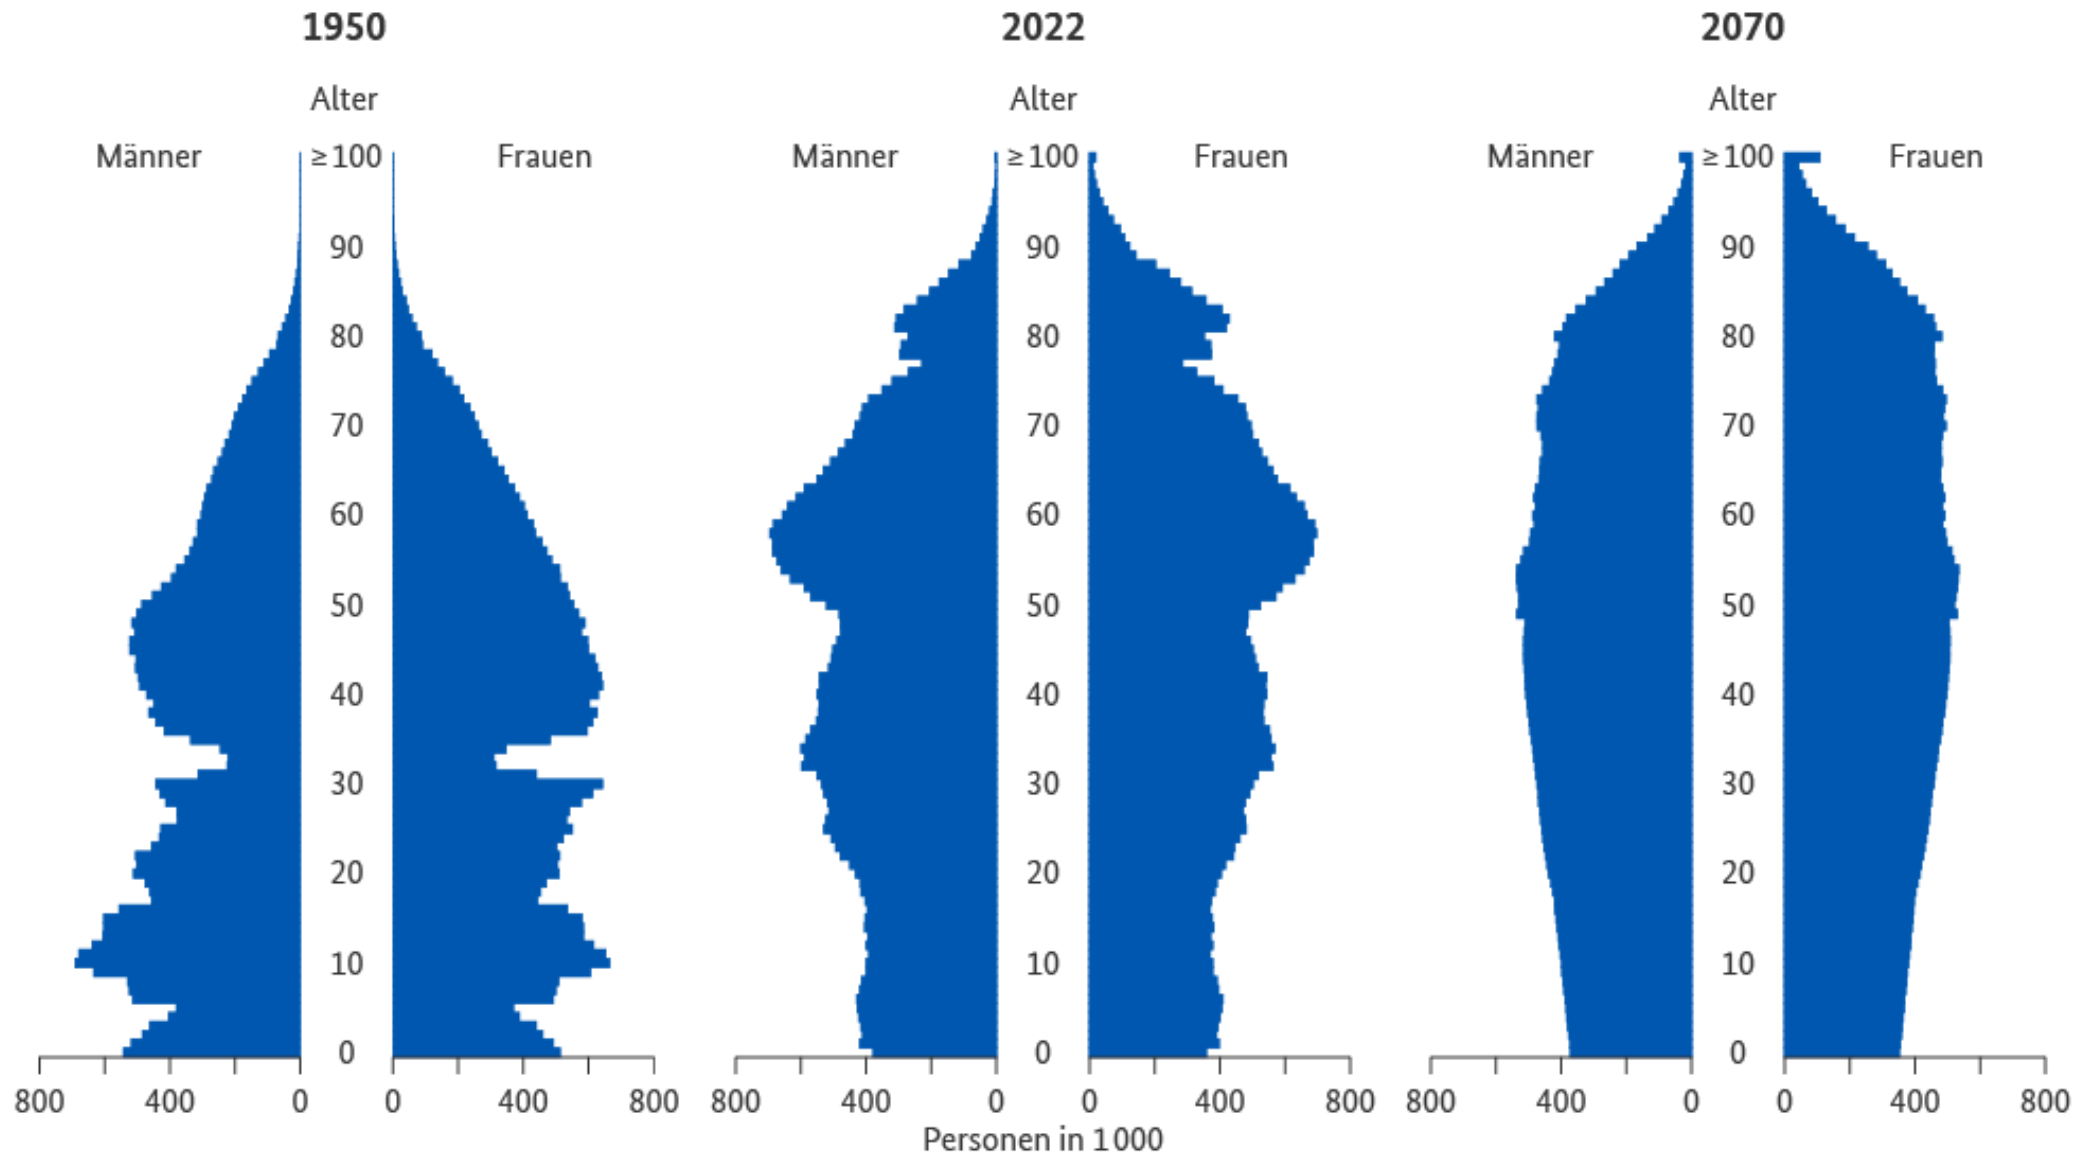 1950 2022 2070
Alter Alter Alter
Männer ≥ 100 Frauen Männer ≥ 100 Frauen Männer ≥ 100 Frauen
90 90 90
80 80 80
70 70 70
60 60 60
50 50 50
40 40 40
30 30 30
20 20 20
10 10 10
0 0 0
800 400 0 0 400 800 800 400 0 0 400 800 800 400 0 0 400 800
Personen in 1 000